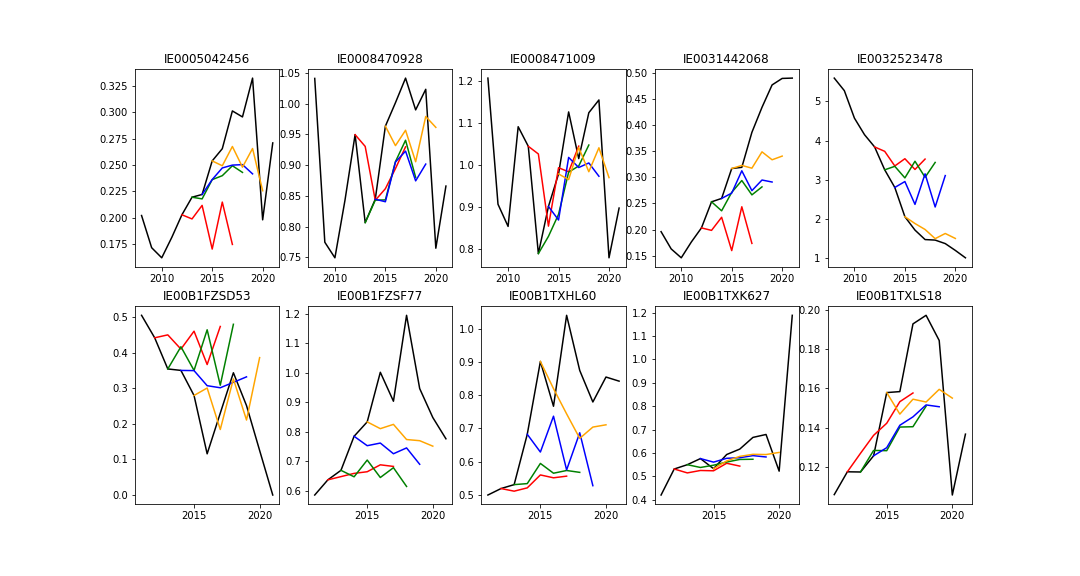 IE0005042456 IE0008470928 IE0008471009 IE0031442068 IE0032523478
0.325 0.300 0.275 0.250 0.225 0.200 0.175
2010 2015 2020
1.05 1.00 0.95 0.90 0.85 0.80 0.75
2010 2015 2020
1.2 1.1 1.0 0.9 0.8
2010 2015 2020
0.50 0.45 0.40 0.35 0.30 0.25 0.20 0.15
2010 2015 2020
5 4 3 2 1
2010 2015 2020
IE00B1FZSD53 IE00B1FZSF77 IE00B1TXHL60 IE00B1TXK627 IE00B1TXLS18
0.5 0.4 0.3 0.2 0.1 0.0
2015 2020
1.2 1.1 1.0 0.9 0.8 0.7 0.6
2015 2020
1.0 0.9 0.8 0.7 0.6 0.5
2015 2020
1.2 1.1 1.0 0.9 0.8 0.7 0.6 0.5 0.4
2015 2020
0.20 0.18 0.16 0.14 0.12
2015 2020